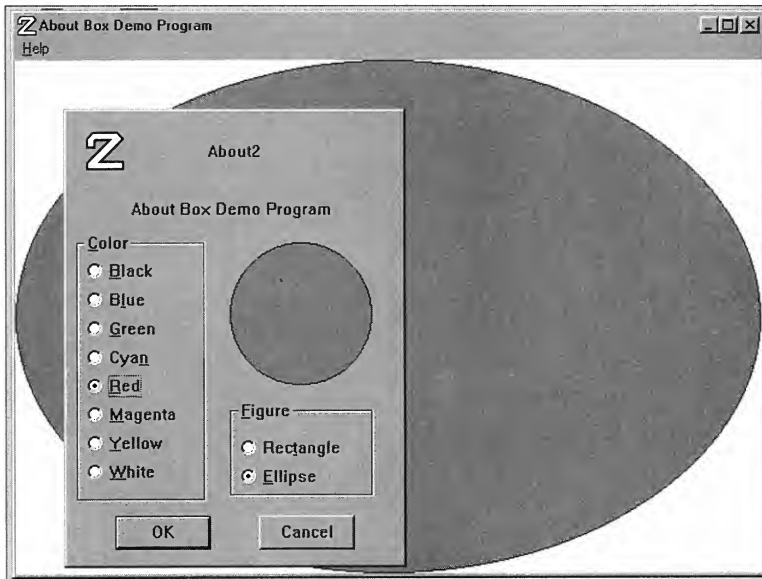 About Box Demo Program
Help
About2
About Box Demo Program
Color
Black
Blue
Green
Cyan
Red
Magenta
Yellow
White
Figure
Rectangle
Ellipse
OK
Cancel